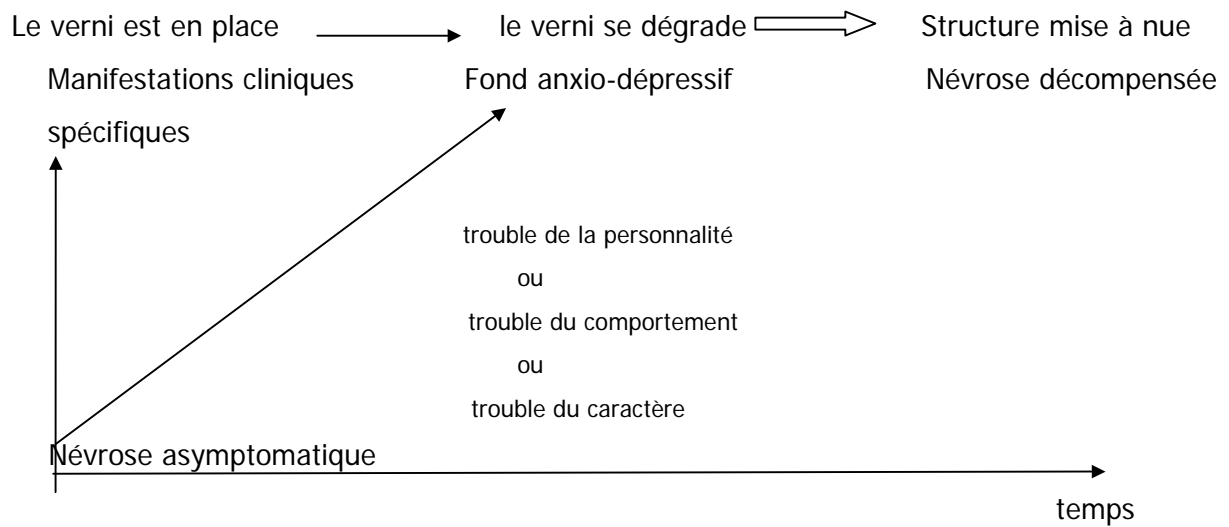 Le verni est en place le verni se dégrade Structure mise à nue
Manifestations cliniques Fond anxio-dépressif Névrose décompensée
spécifiques
trouble de la personnalité
ou
trouble du comportement
ou
trouble du caractère
Névrose asymptomatique
temps